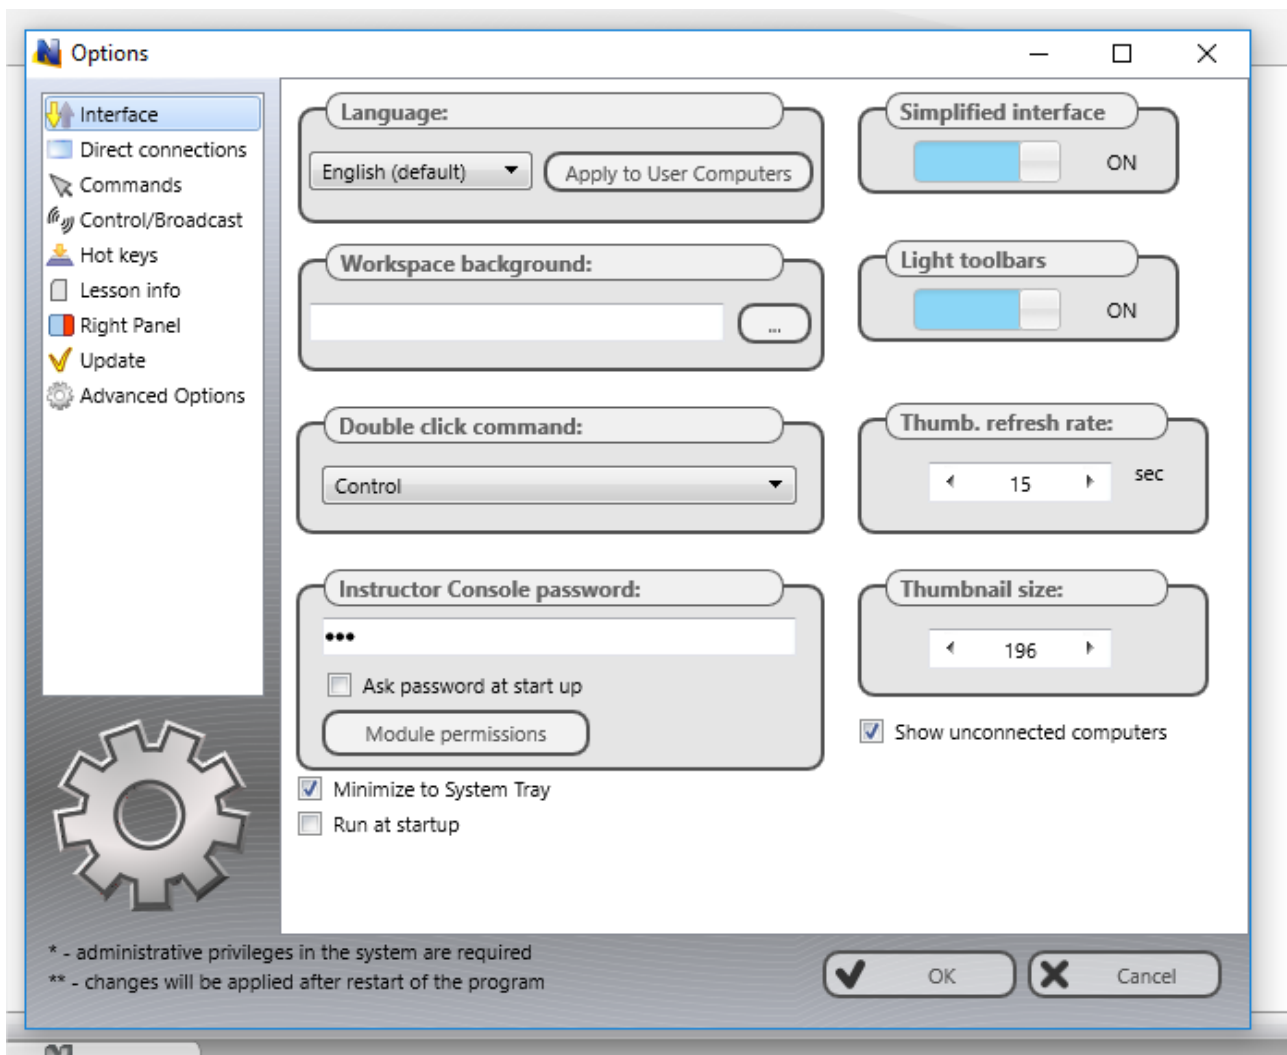 Options
Interface
Direct connections
Commands
Control/Broadcast
Hot keys
Lesson info
Right Panel
Update
Advanced Options
Language:
English (default)
Apply to User Computers
Workspace background:
...
Double click command:
Control
Instructor Console password:
•••
Ask password at start up
Module permissions
Minimize to System Tray
Run at startup
Simplified interface
ON
Light toolbars
ON
Thumb. refresh rate:
15
sec
Thumbnail size:
196
Show unconnected computers
* - administrative privileges in the system are required
** - changes will be applied after restart of the program
OK
Cancel